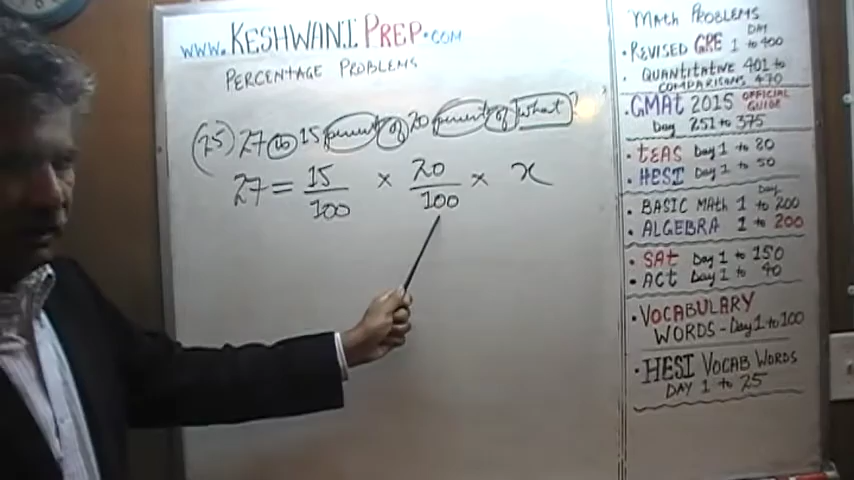 www.KESHWANI PREP.com
PERCENTAGE PROBLEMS
(25) 27 is 15 percent of 20 percent of what?
27 = 15/100 × 20/100 × x
MATH PROBLEMS
• REVISED GRE DAY 1 to 400
• QUANTITATIVE 401 to
COMPARISONS 470
• GMAT 2015 OFFICIAL GUIDE
Day 251 to 375
• TEAS Day 1 to 20
• HESI Day 1 to 50
Day
• BASIC MATH 1 to 200
• ALGEBRA 1 to 200
• SAT Day 1 to 150
• ACT Day 1 to 40
• VOCABULARY
WORDS - Day 1 to 100
• HESI VOCAB WORDS
DAY 1 to 25